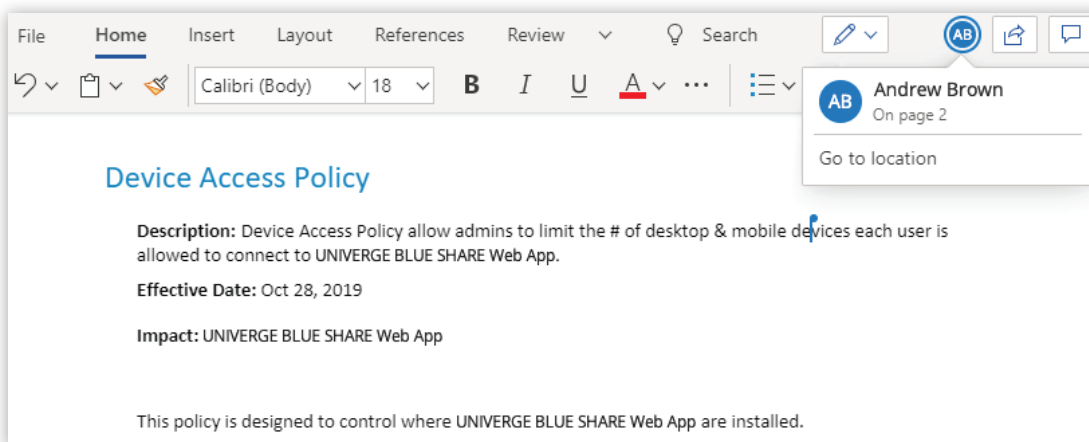 File Home Insert Layout References Review Search AB
Calibri (Body) 18 B I U A
AB Andrew Brown
On page 2
Go to location
Device Access Policy
Description: Device Access Policy allow admins to limit the # of desktop & mobile devices each user is
allowed to connect to UNIVERGE BLUE SHARE Web App.
Effective Date: Oct 28, 2019
Impact: UNIVERGE BLUE SHARE Web App
This policy is designed to control where UNIVERGE BLUE SHARE Web App are installed.